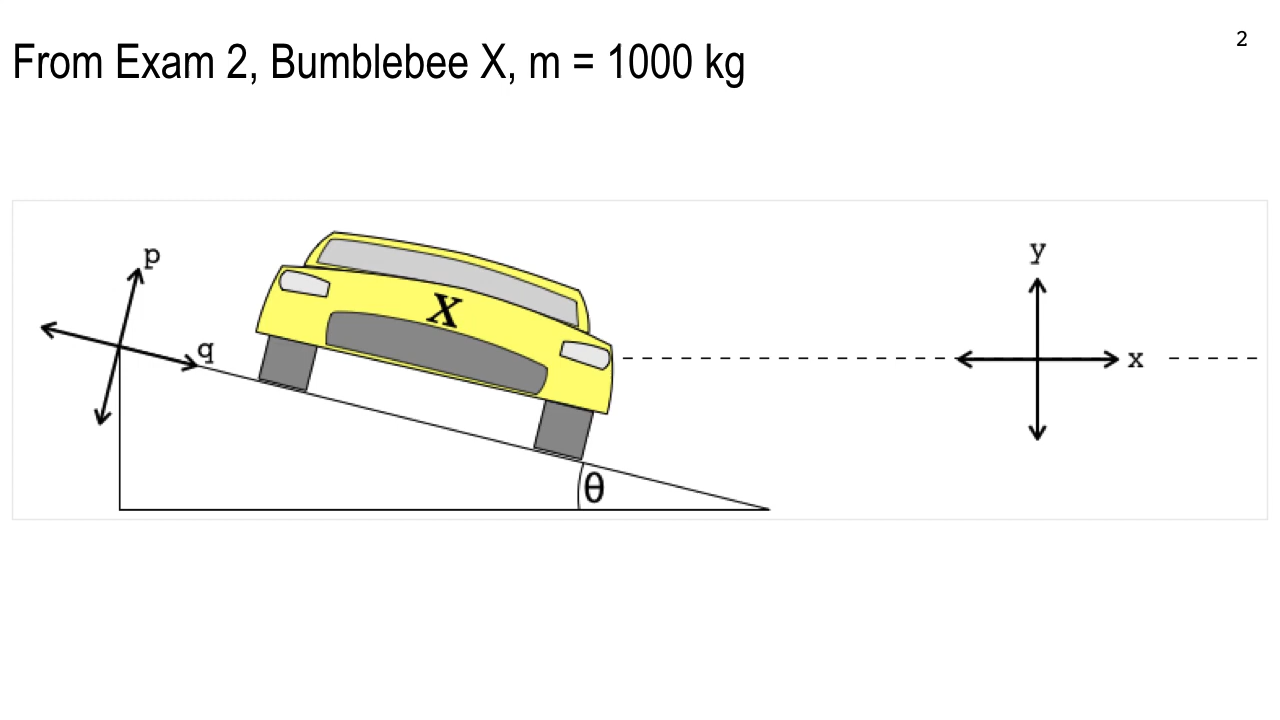 From Exam 2, Bumblebee X, m = 1000 kg
2
p
q
X
y
x
θ